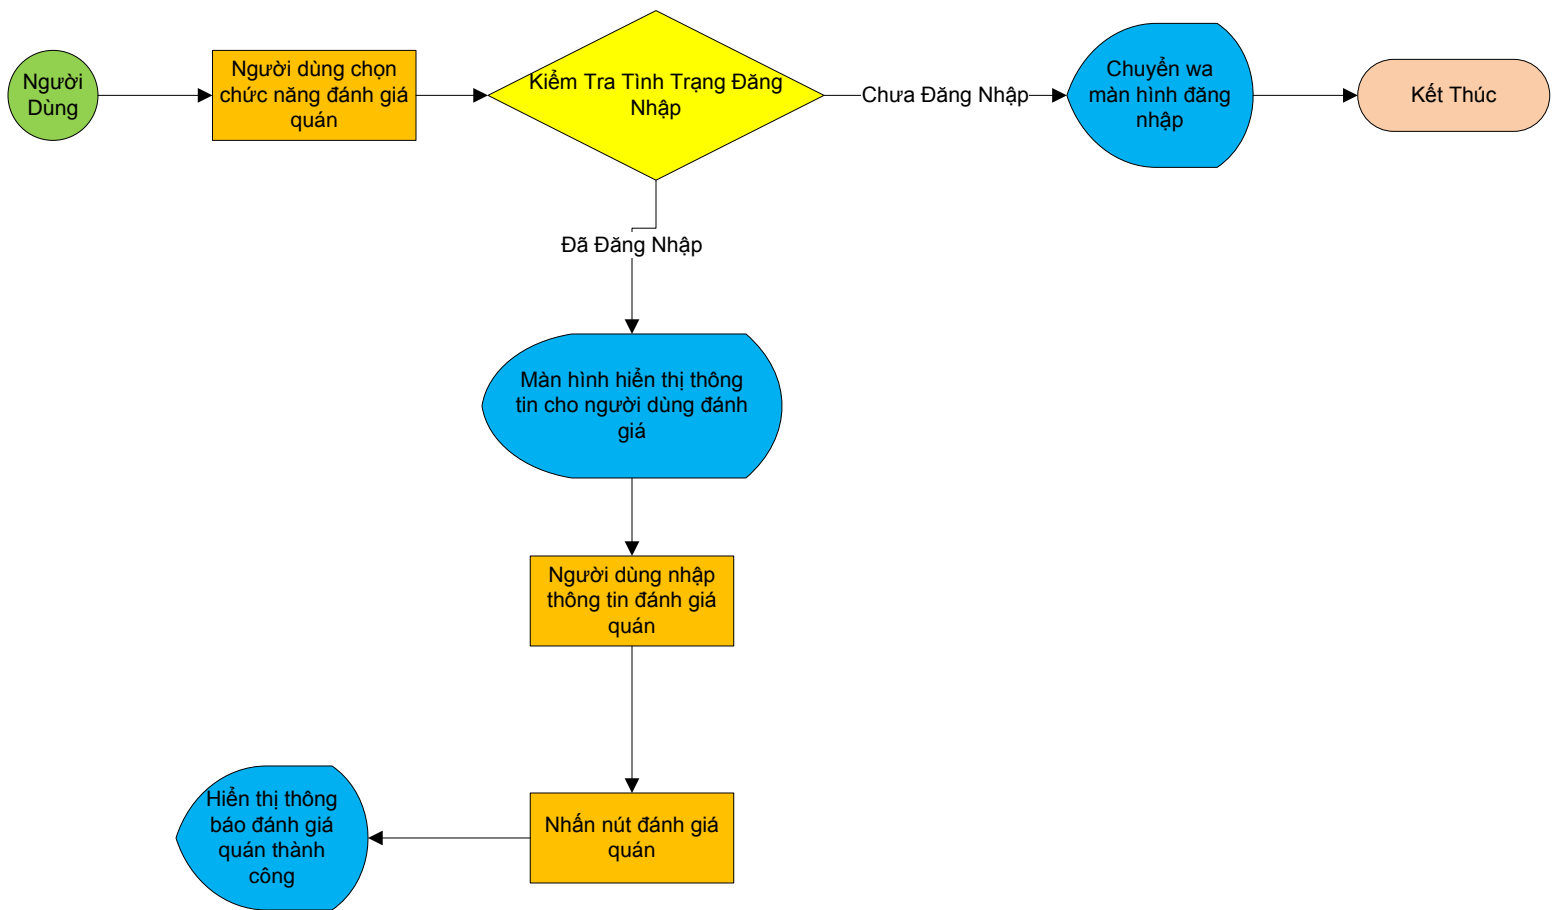 Người
Dùng
Người dùng chọn
chức năng đánh giá
quán
Kiểm Tra Tình Trạng Đăng
Nhập
Chưa Đăng Nhập
Chuyển wa
màn hình đăng
nhập
Kết Thúc
Đã Đăng Nhập
Màn hình hiển thị thông
tin cho người dùng đánh
giá
Người dùng nhập
thông tin đánh giá
quán
Nhấn nút đánh giá
quán
Hiển thị thông
báo đánh giá
quán thành
công